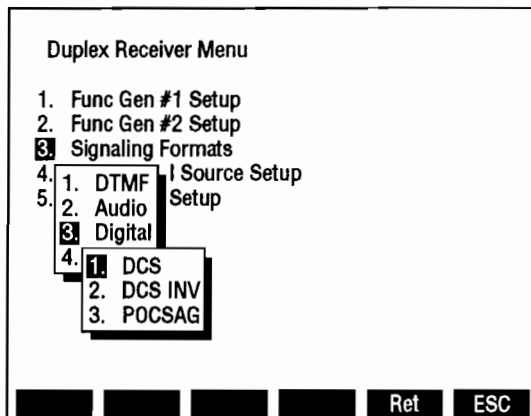 Duplex Receiver Menu
1. Func Gen #1 Setup
2. Func Gen #2 Setup
3. Signaling Formats
4. l Source Setup
5. Setup
1. DTMF
2. Audio
3. Digital
4.
1. DCS
2. DCS INV
3. POCSAG
Ret ESC